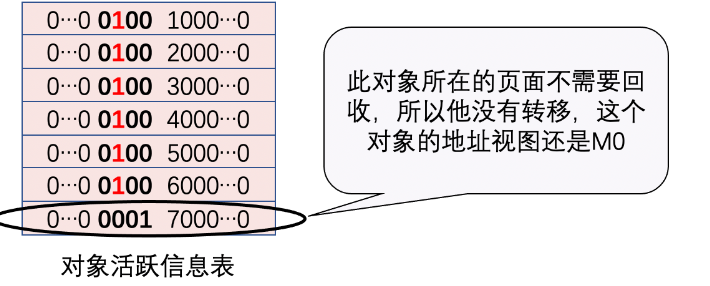 0···0 0100 1000···0
0···0 0100 2000···0
0···0 0100 3000···0
0···0 0100 4000···0
0···0 0100 5000···0
0···0 0100 6000···0
0···0 0001 7000···0
对象活跃信息表
此对象所在的页面不需要回
收，所以他没有转移，这个
对象的地址视图还是M0